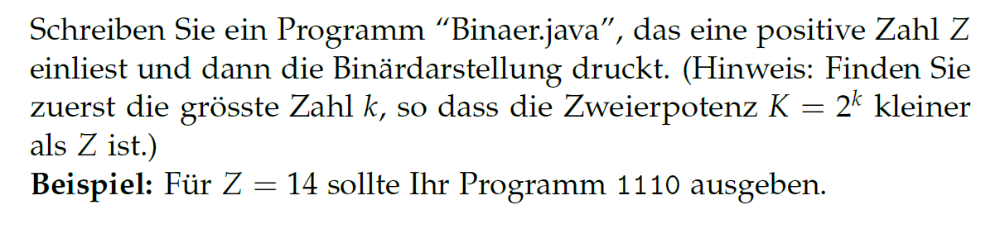 Schreiben Sie ein Programm “Binaer.java”, das eine positive Zahl Z
einliest und dann die Binärdarstellung druckt. (Hinweis: Finden Sie
zuerst die grösste Zahl k, so dass die Zweierpotenz K = 2^k kleiner
als Z ist.)
Beispiel: Für Z = 14 sollte Ihr Programm 1110 ausgeben.